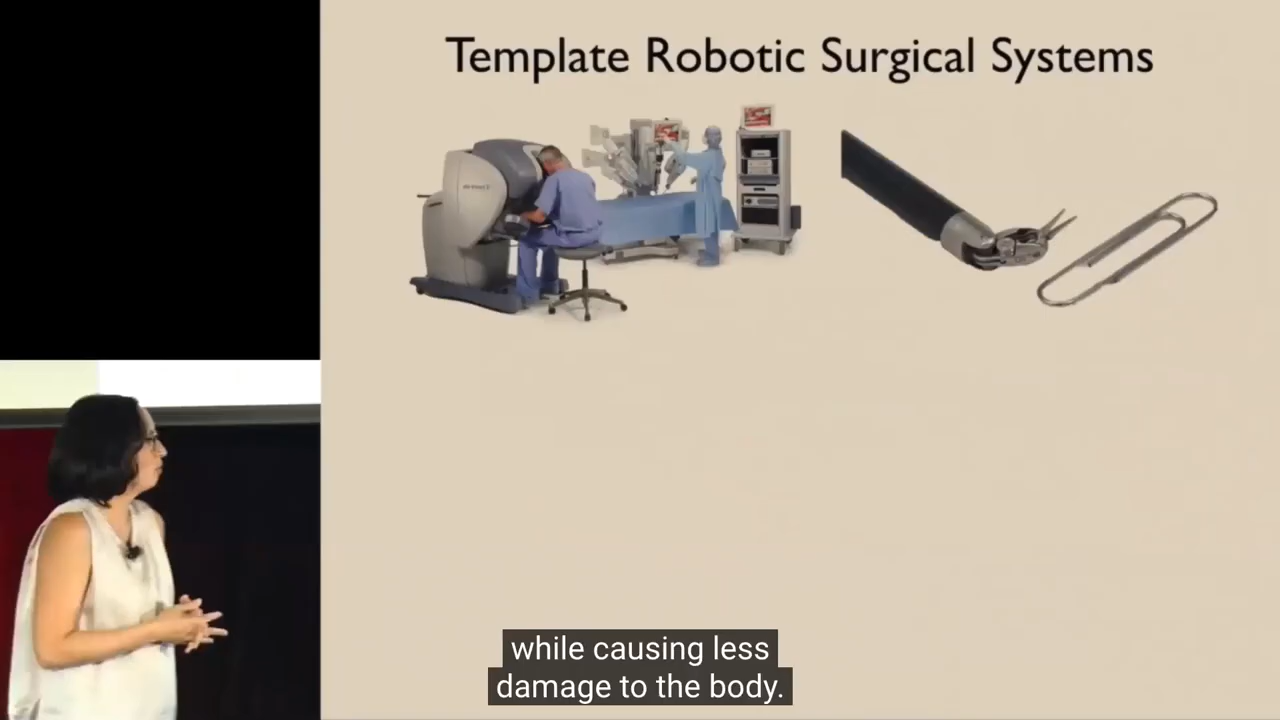 Template Robotic Surgical Systems
while causing less
damage to the body.